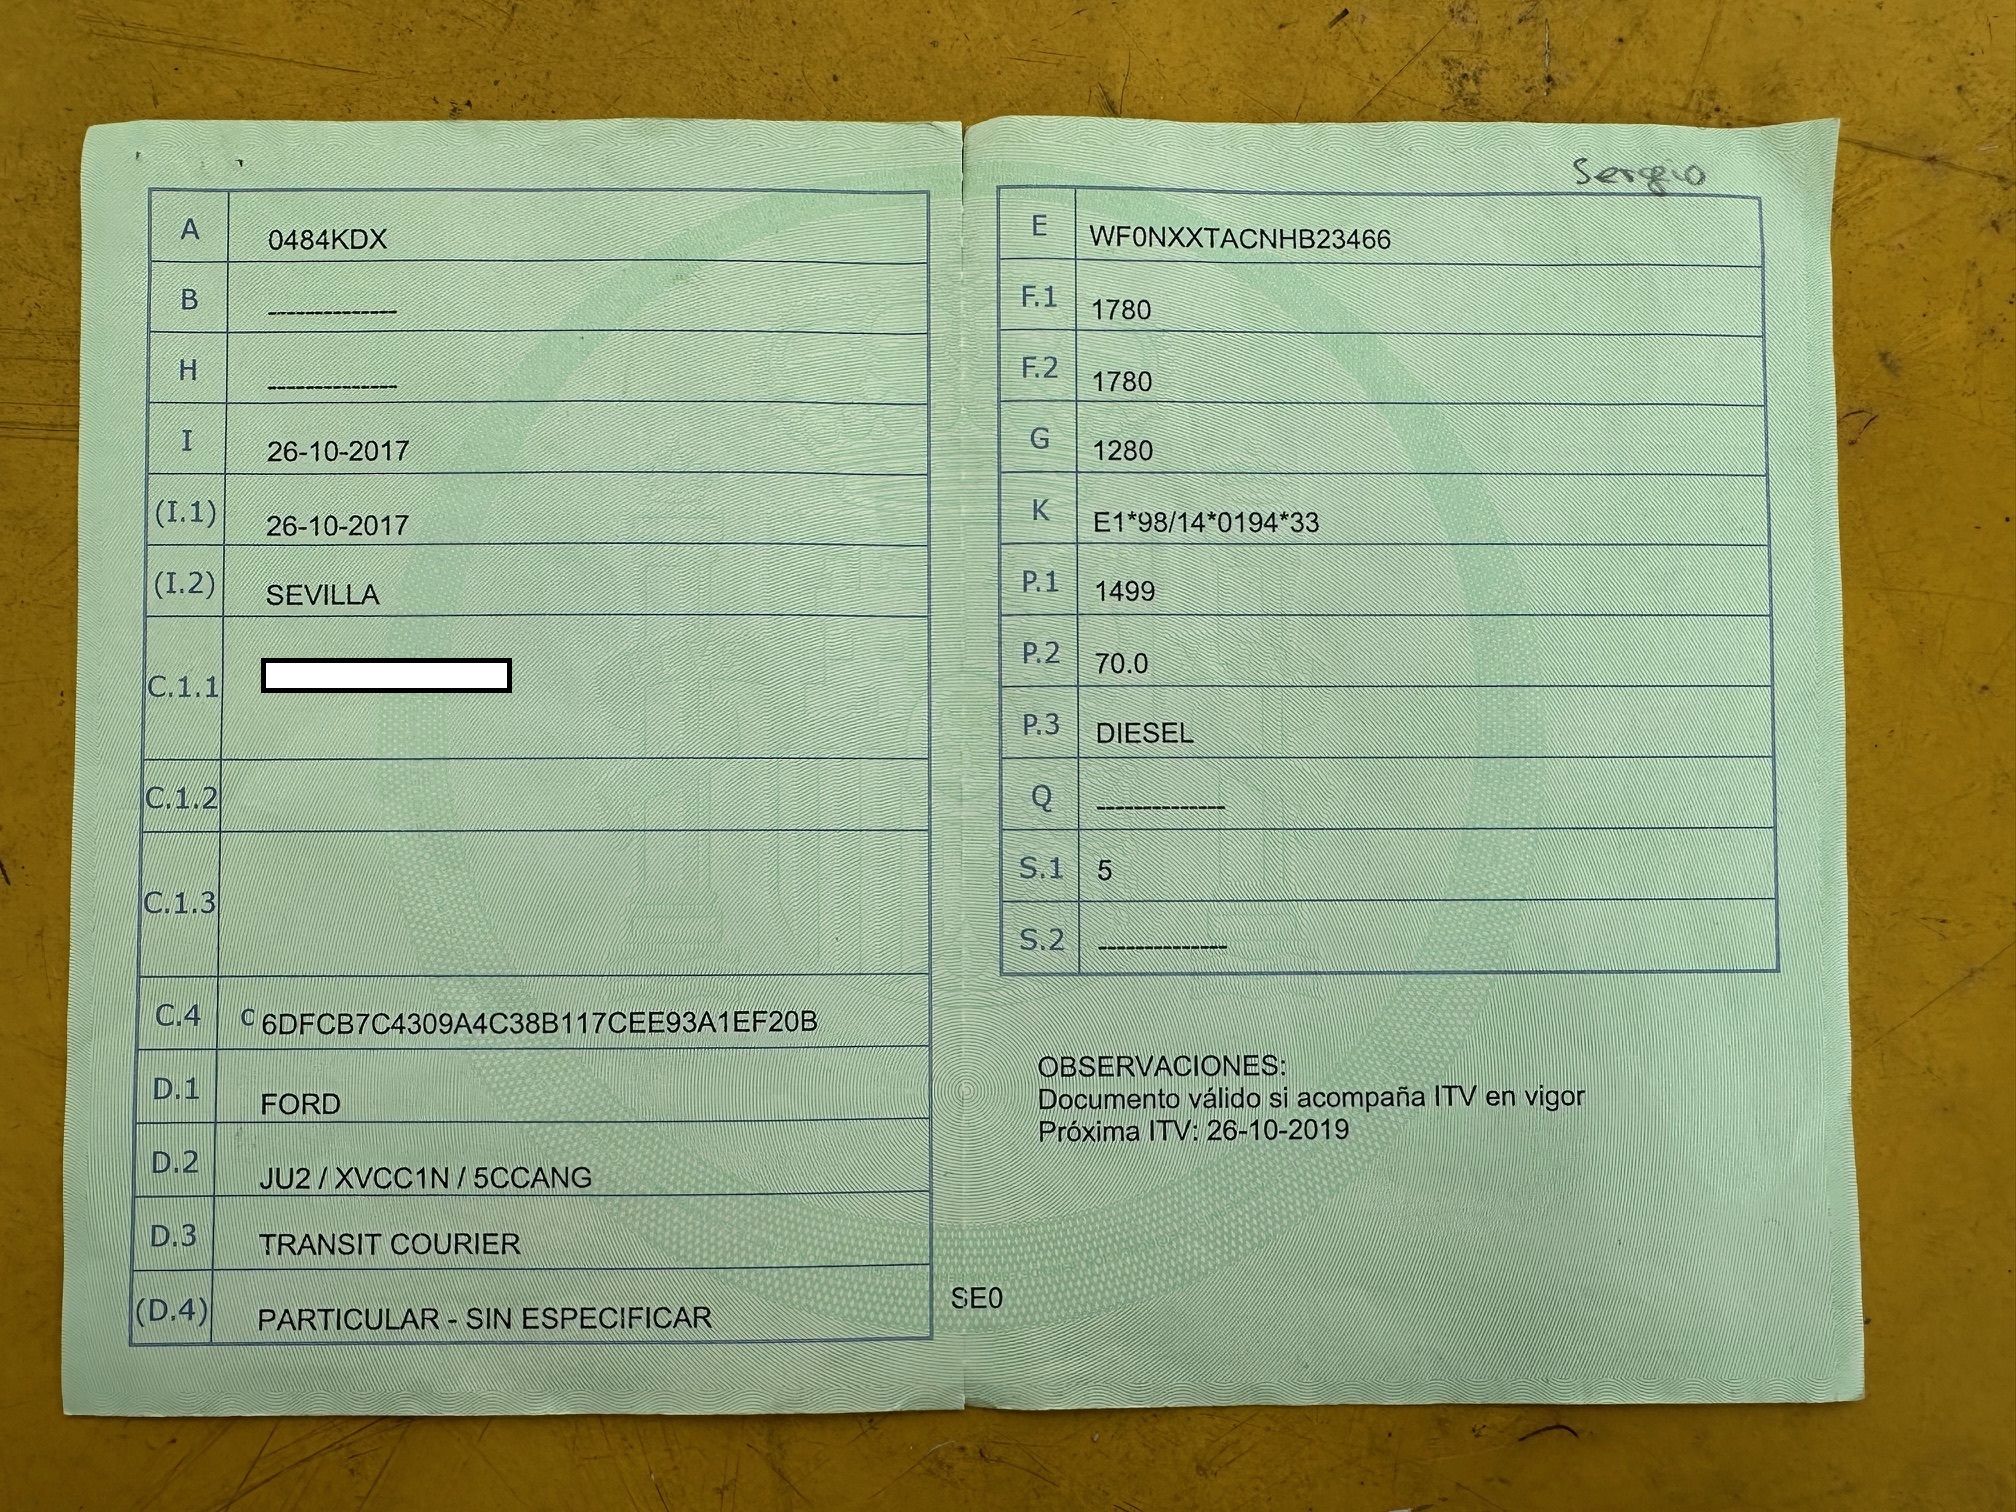 A 0484KDX
B --------------
H --------------
I 26-10-2017
(I.1) 26-10-2017
(I.2) SEVILLA
C.1.1
C.1.2
C.1.3
C.4 C 6DFCB7C4309A4C38B117CEE93A1EF20B
D.1 FORD
D.2 JU2 / XVCC1N / 5CCANG
D.3 TRANSIT COURIER
(D.4) PARTICULAR - SIN ESPECIFICAR
Sergio
E WF0NXXTACNHB23466
F.1 1780
F.2 1780
G 1280
K E1*98/14*0194*33
P.1 1499
P.2 70.0
P.3 DIESEL
Q --------------
S.1 5
S.2 --------------
OBSERVACIONES:
Documento válido si acompaña ITV en vigor
Próxima ITV: 26-10-2019
SE0